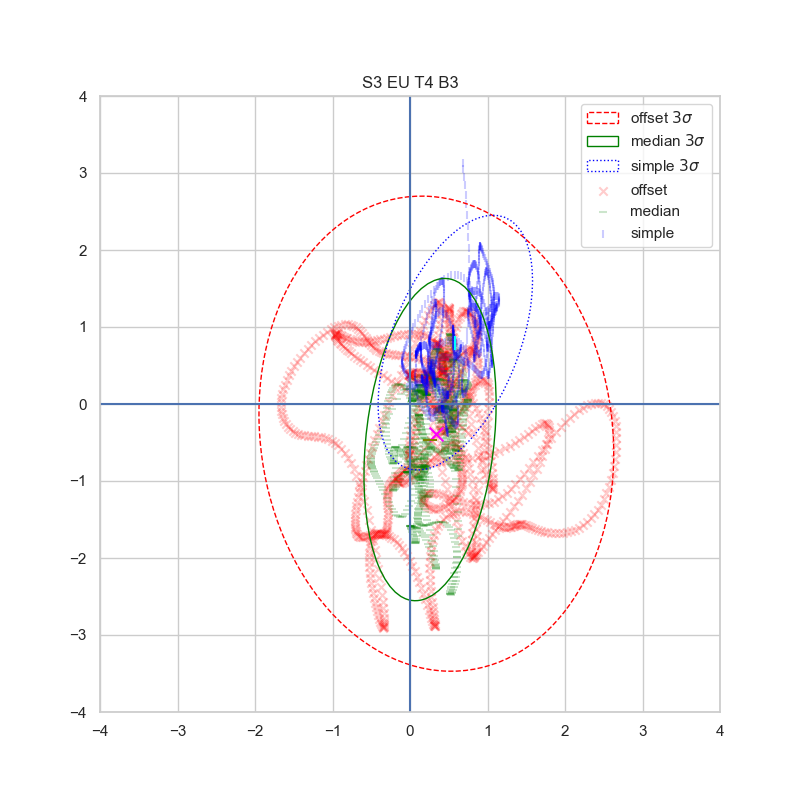 S3 EU T4 B3
offset 3σ
median 3σ
simple 3σ
offset
median
simple
4
3
2
1
0
−1
−2
−3
−4
−4 −3 −2 −1 0 1 2 3 4